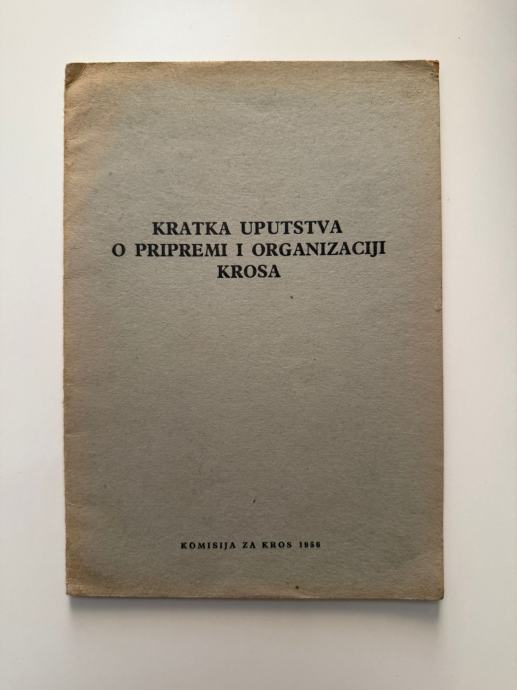 KRATKA UPUTSTVA
O PRIPREMI I ORGANIZACIJI
KROSA
KOMISIJA ZA KROS 1956